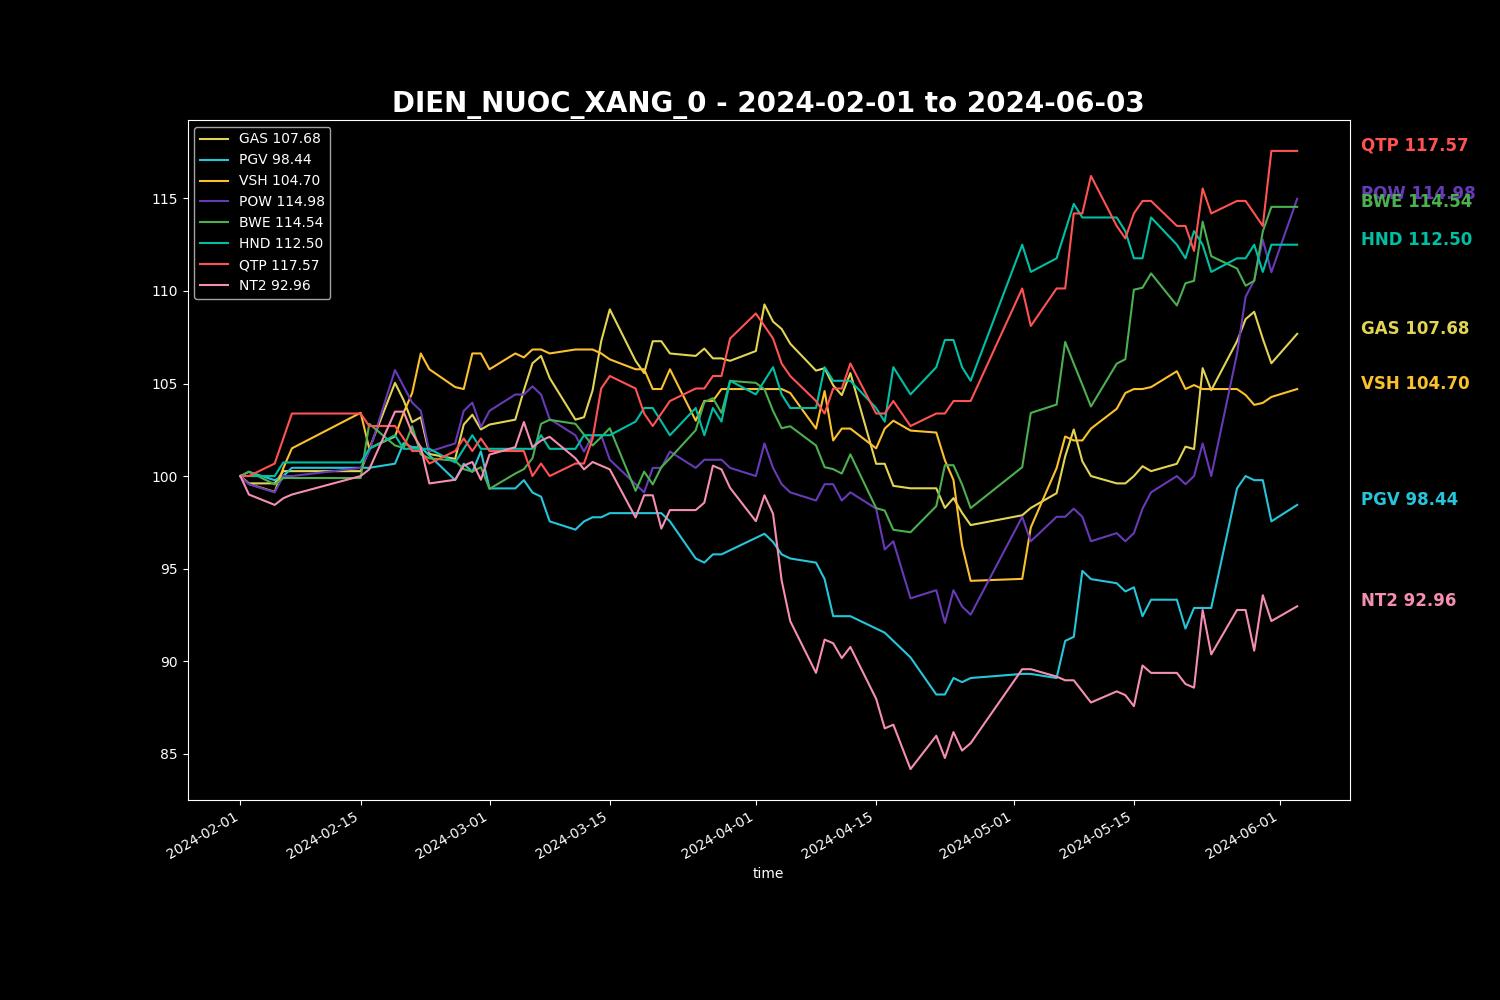 DIEN_NUOC_XANG_0 - 2024-02-01 to 2024-06-03
GAS 107.68
PGV 98.44
VSH 104.70
POW 114.98
BWE 114.54
HND 112.50
QTP 117.57
NT2 92.96
QTP 117.57
POW 114.98
BWE 114.54
HND 112.50
GAS 107.68
VSH 104.70
PGV 98.44
NT2 92.96
115
110
105
100
95
90
85
2024-02-01
2024-02-15
2024-03-01
2024-03-15
2024-04-01
2024-04-15
2024-05-01
2024-05-15
2024-06-01
time